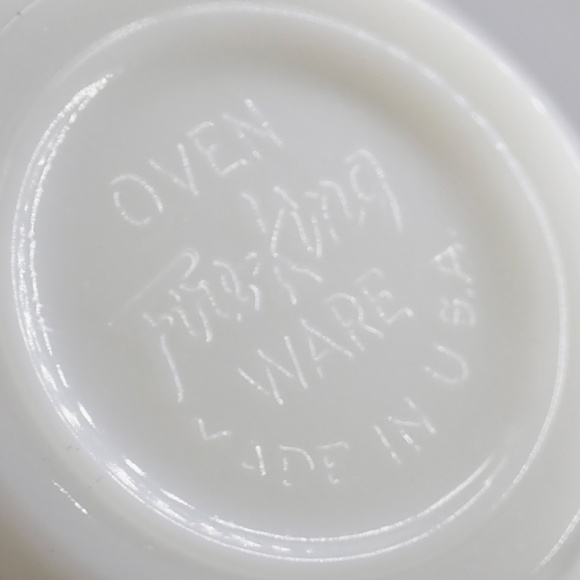 OVEN
Fire-King
WARE
MADE IN U.S.A.